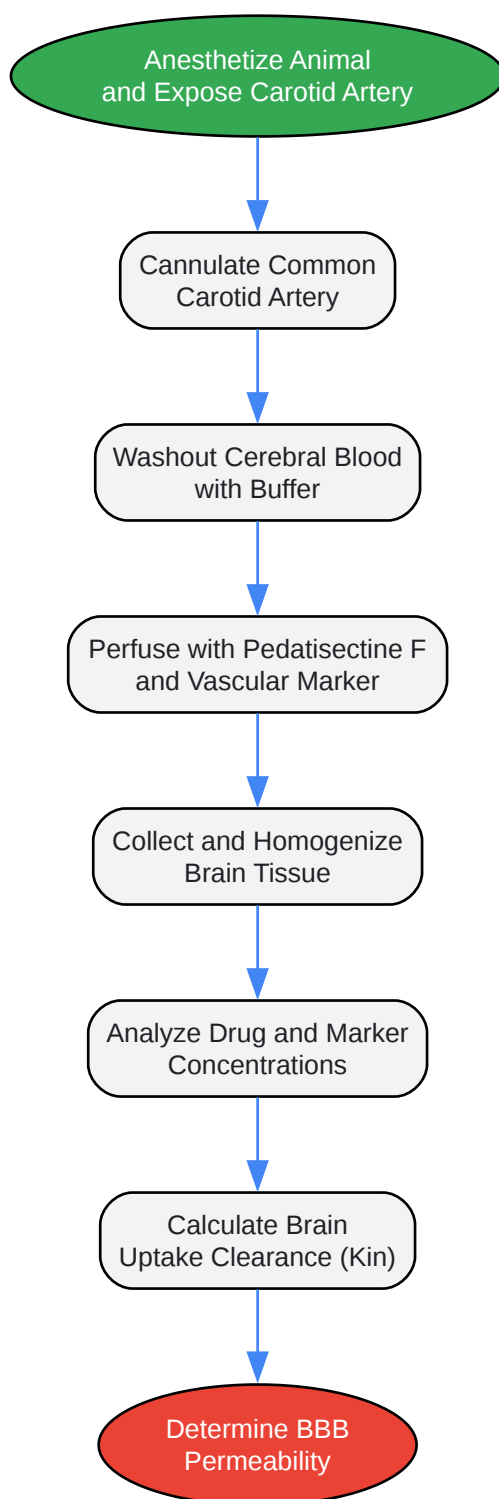 Anesthetize Animal
and Expose Carotid Artery
Cannulate Common
Carotid Artery
Washout Cerebral Blood
with Buffer
Perfuse with Pedatisectine F
and Vascular Marker
Collect and Homogenize
Brain Tissue
Analyze Drug and Marker
Concentrations
Calculate Brain
Uptake Clearance (Kin)
Determine BBB
Permeability